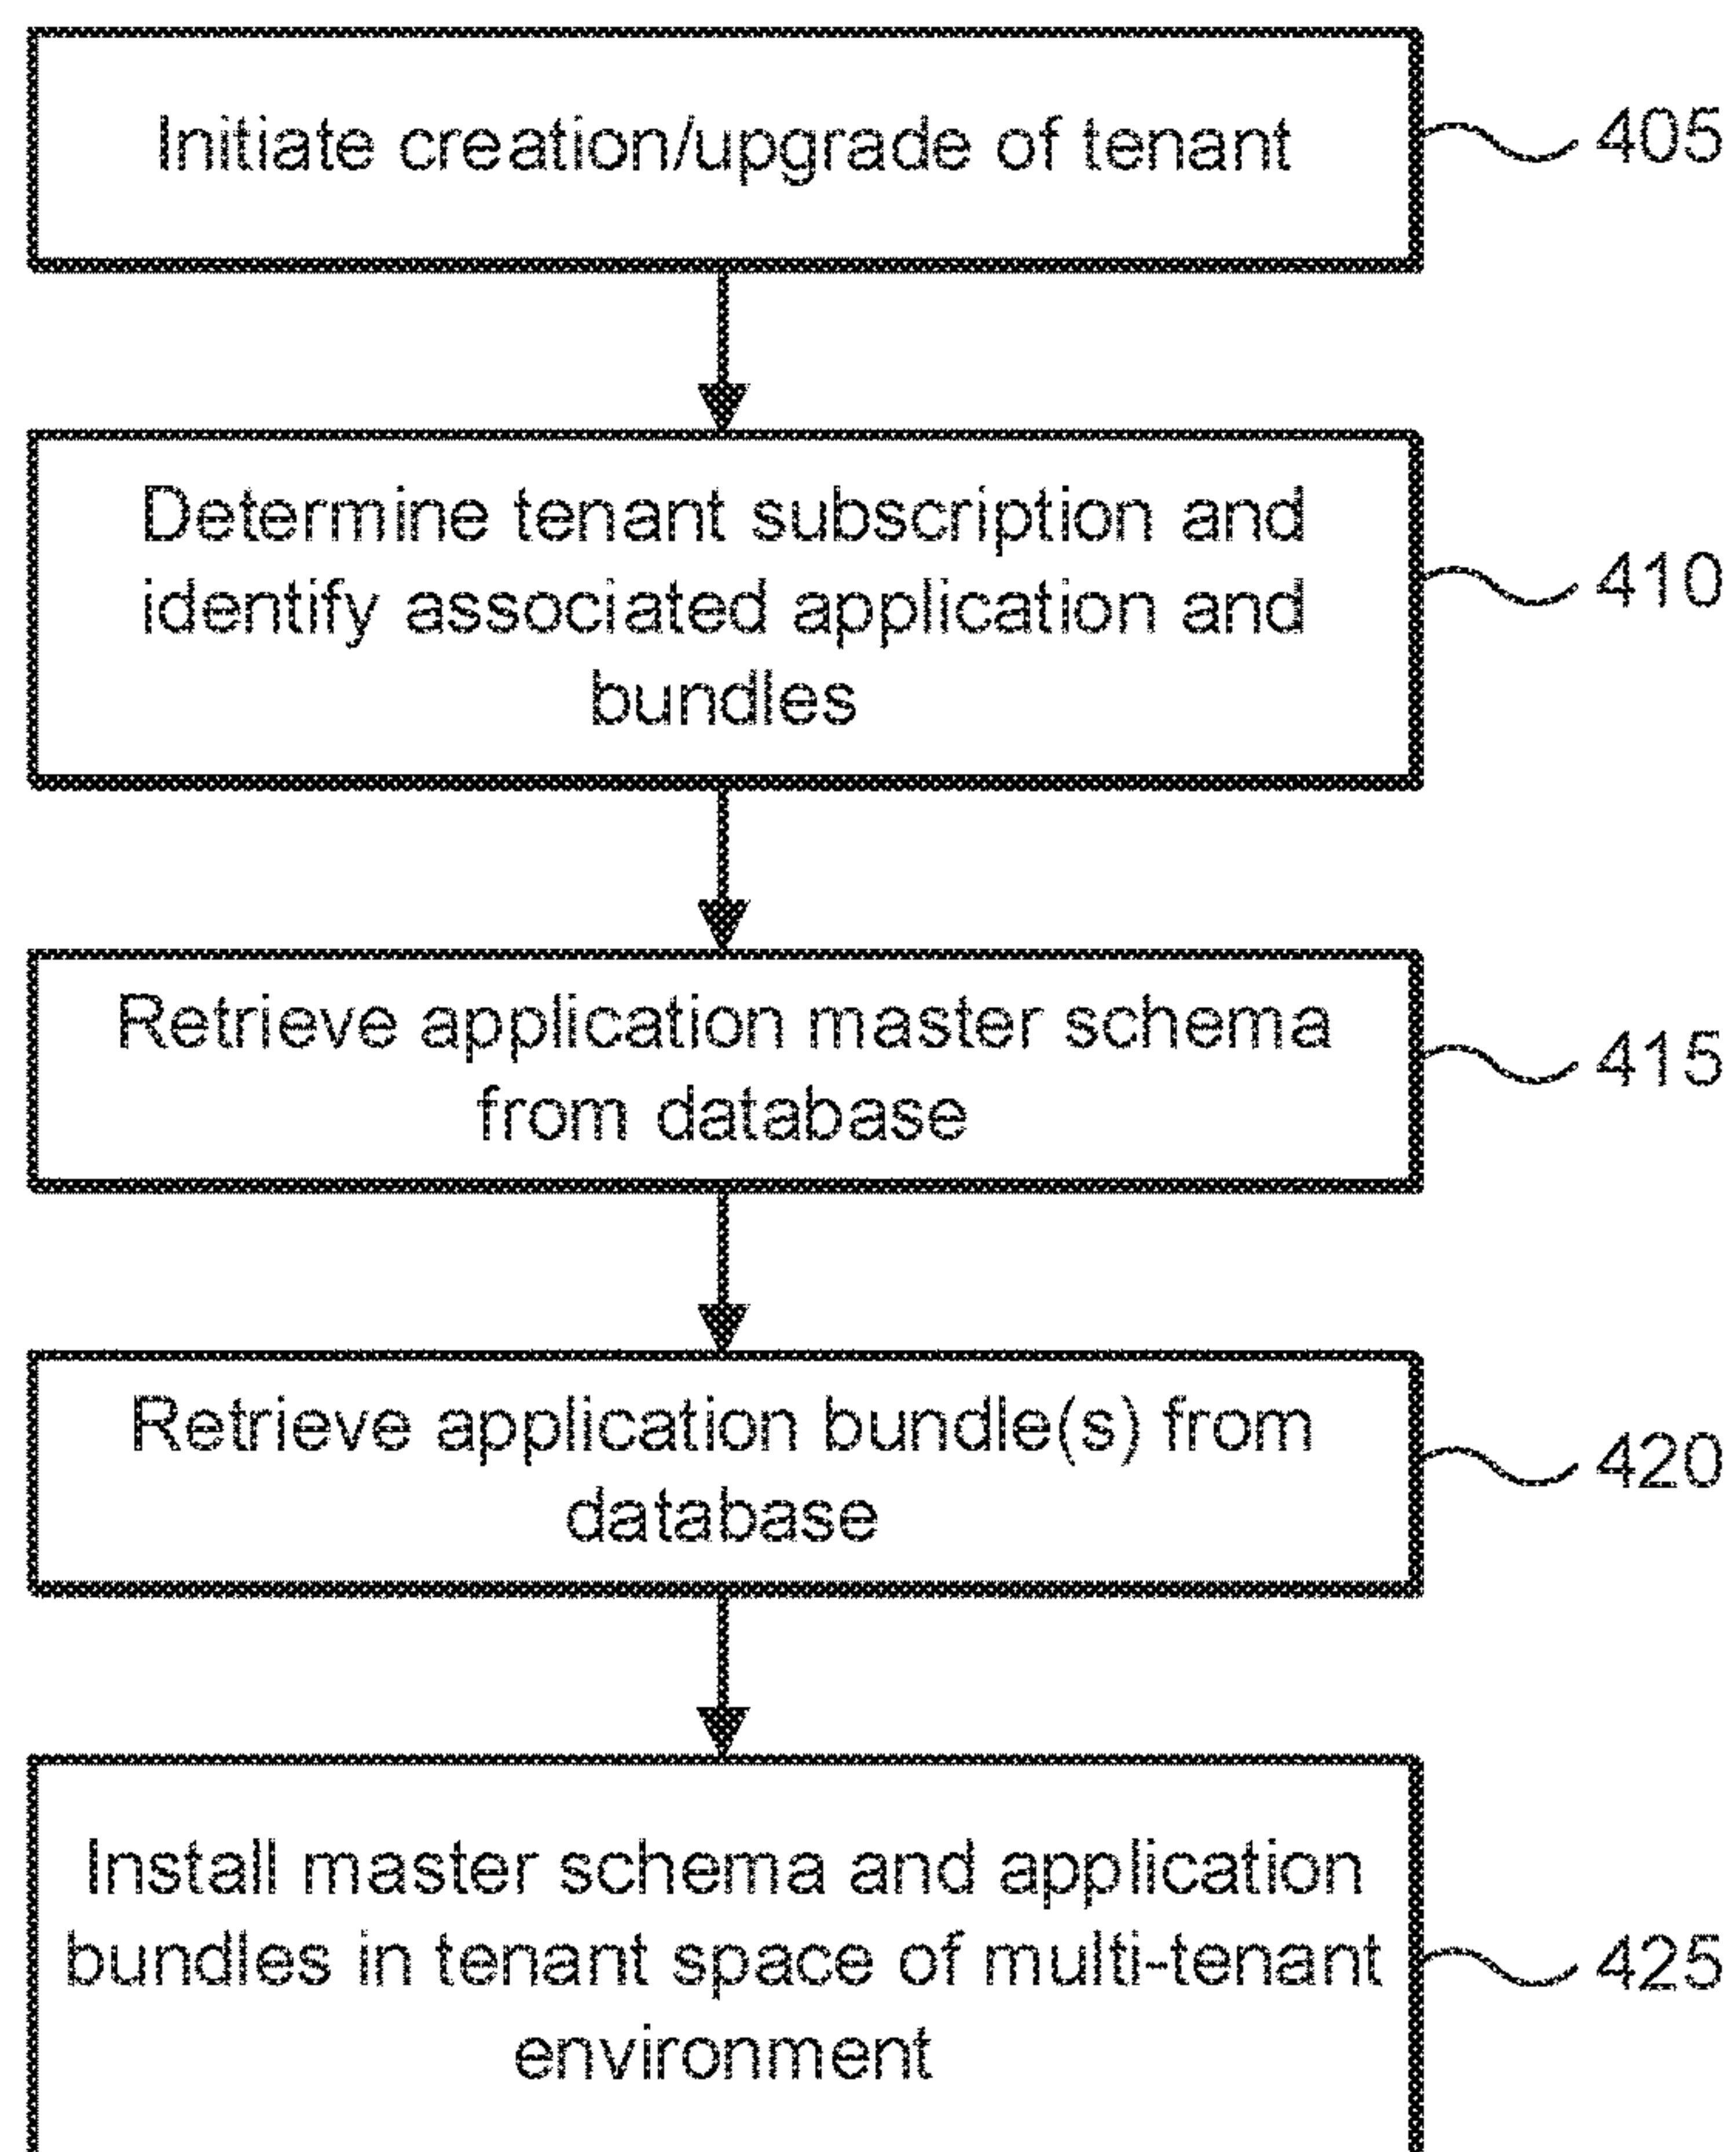 Initiate creation/upgrade of tenant
405
Determine tenant subscription and
identify associated application and
bundles
410
Retrieve application master schema
from database
415
Retrieve application bundle(s) from
database
420
Install master schema and application
bundles in tenant space of multi-tenant
environment
425